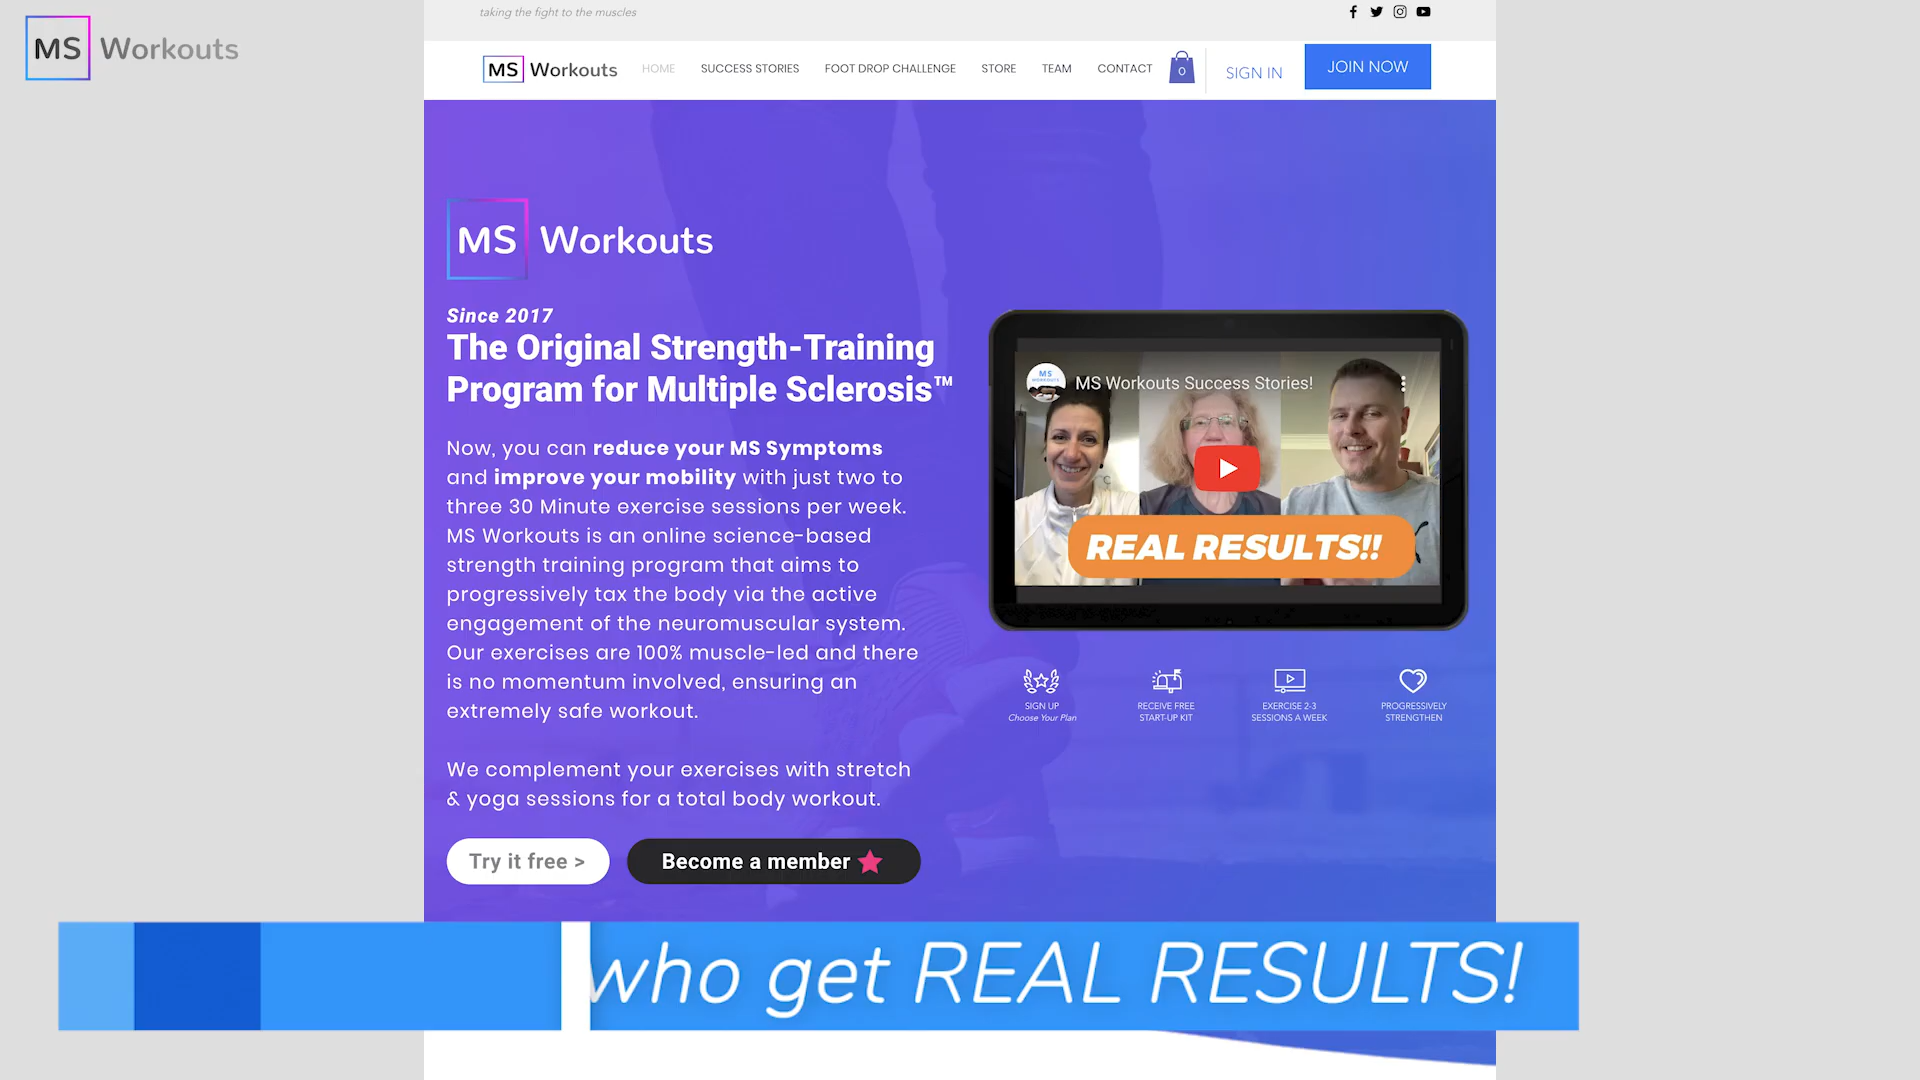 MS Workouts
taking the fight to the muscles
MS Workouts HOME SUCCESS STORIES FOOT DROP CHALLENGE STORE TEAM CONTACT 0 SIGN IN JOIN NOW
MS Workouts
Since 2017
The Original Strength-Training
Program for Multiple Sclerosis™
Now, you can reduce your MS Symptoms
and improve your mobility with just two to
three 30 Minute exercise sessions per week.
MS Workouts is an online science-based
strength training program that aims to
progressively tax the body via the active
engagement of the neuromuscular system.
Our exercises are 100% muscle-led and there
is no momentum involved, ensuring an
extremely safe workout.
We complement your exercises with stretch
& yoga sessions for a total body workout.
Try it free >
Become a member
MS
WORKOUTS
MS Workouts Success Stories!
REAL RESULTS!!
SIGN UP
Choose Your Plan
RECEIVE FREE
START-UP KIT
EXERCISE 2-3
SESSIONS A WEEK
PROGRESSIVELY
STRENGTHEN
who get REAL RESULTS!